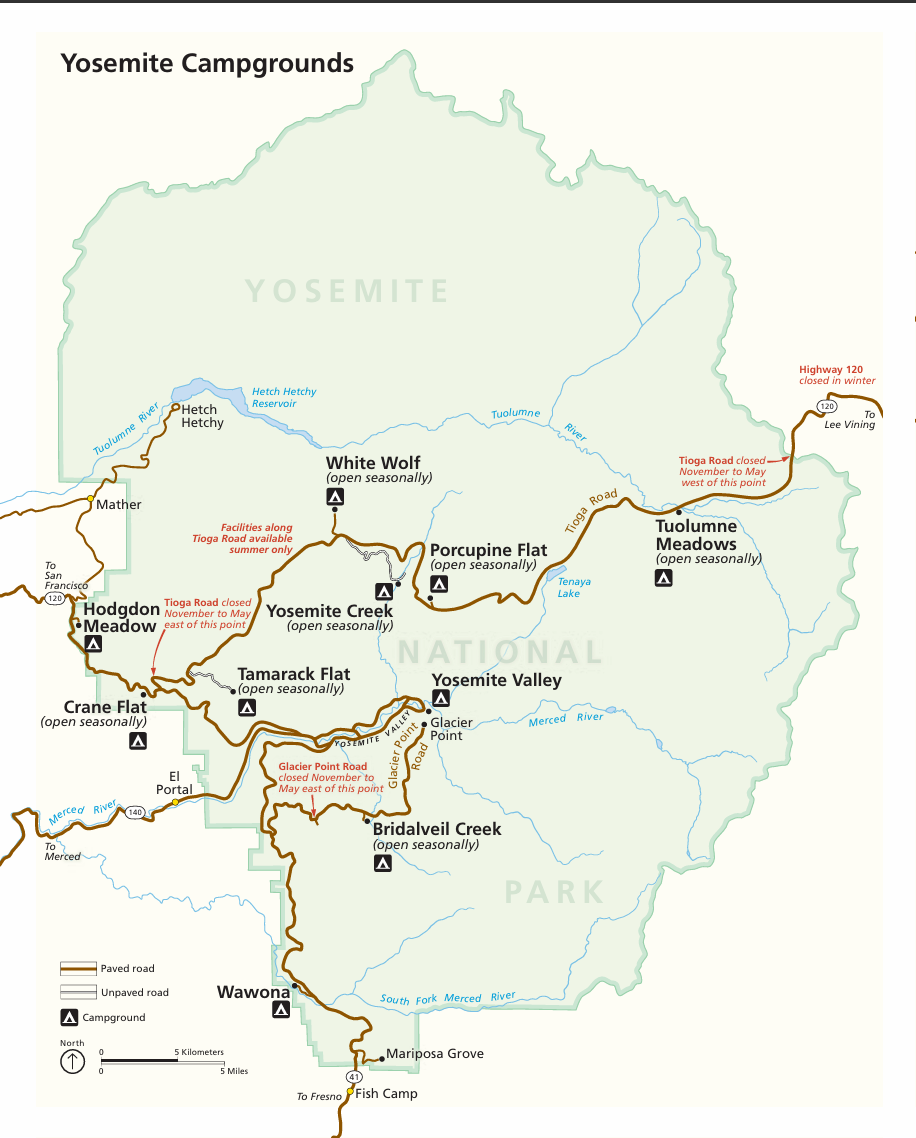 Yosemite Campgrounds
YOSEMITE
Highway 120
closed in winter
120
To
Lee Vining
Hetch Hetchy
Reservoir
Tuolumne River
Hetch
Hetchy
Tuolumne
River
White Wolf
(open seasonally)
Tioga Road closed
November to May
west of this point
Mather
Tioga Road
Facilities along
Tioga Road available
summer only
Tuolumne
Meadows
(open seasonally)
Porcupine Flat
(open seasonally)
To
San
Francisco
120
Tenaya
Lake
Hodgdon
Meadow
Tioga Road closed
November to May
east of this point
Yosemite Creek
(open seasonally)
NATIONAL
Tamarack Flat
(open seasonally)
Yosemite Valley
Crane Flat
(open seasonally)
Merced River
Glacier
Point
YOSEMITE VALLEY
Glacier Point
Road
Glacier Point Road
closed November to
May east of this point
El
Portal
Merced River
140
To
Merced
Bridalveil Creek
(open seasonally)
PARK
Paved road
Unpaved road
Campground
Wawona
South Fork Merced River
North
0
5 Kilometers
0
5 Miles
Mariposa Grove
41
To Fresno
Fish Camp